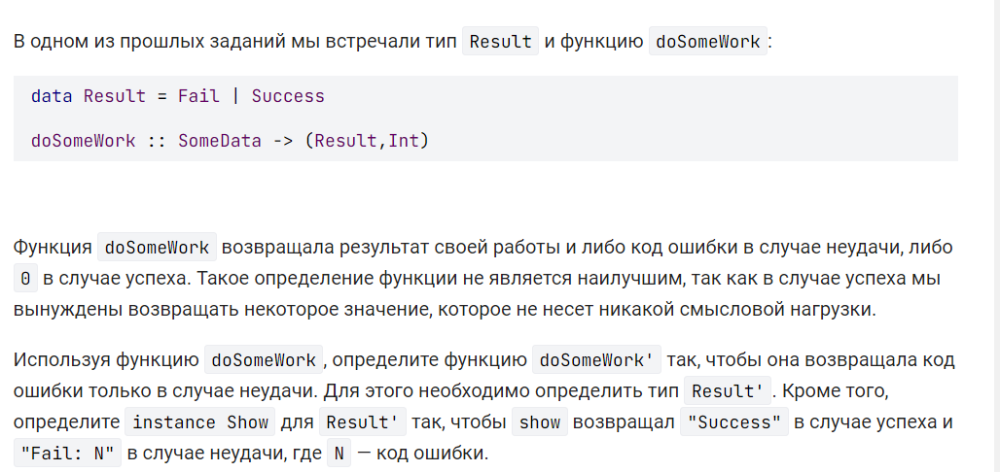 В одном из прошлых заданий мы встречали тип Result и функцию doSomeWork:
data Result = Fail | Success
doSomeWork :: SomeData -> (Result,Int)
Функция doSomeWork возвращала результат своей работы и либо код ошибки в случае неудачи, либо
0 в случае успеха. Такое определение функции не является наилучшим, так как в случае успеха мы
вынуждены возвращать некоторое значение, которое не несет никакой смысловой нагрузки.
Используя функцию doSomeWork, определите функцию doSomeWork' так, чтобы она возвращала код
ошибки только в случае неудачи. Для этого необходимо определить тип Result'. Кроме того,
определите instance Show для Result' так, чтобы show возвращал "Success" в случае успеха и
"Fail: N" в случае неудачи, где N — код ошибки.